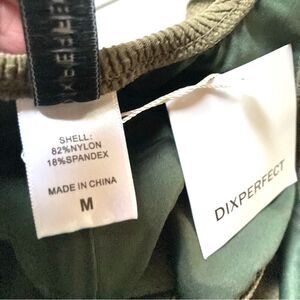 DIXPERFECT
SHELL:
82%NYLON
18%SPANDEX
MADE IN CHINA
M
DIXPERFECT